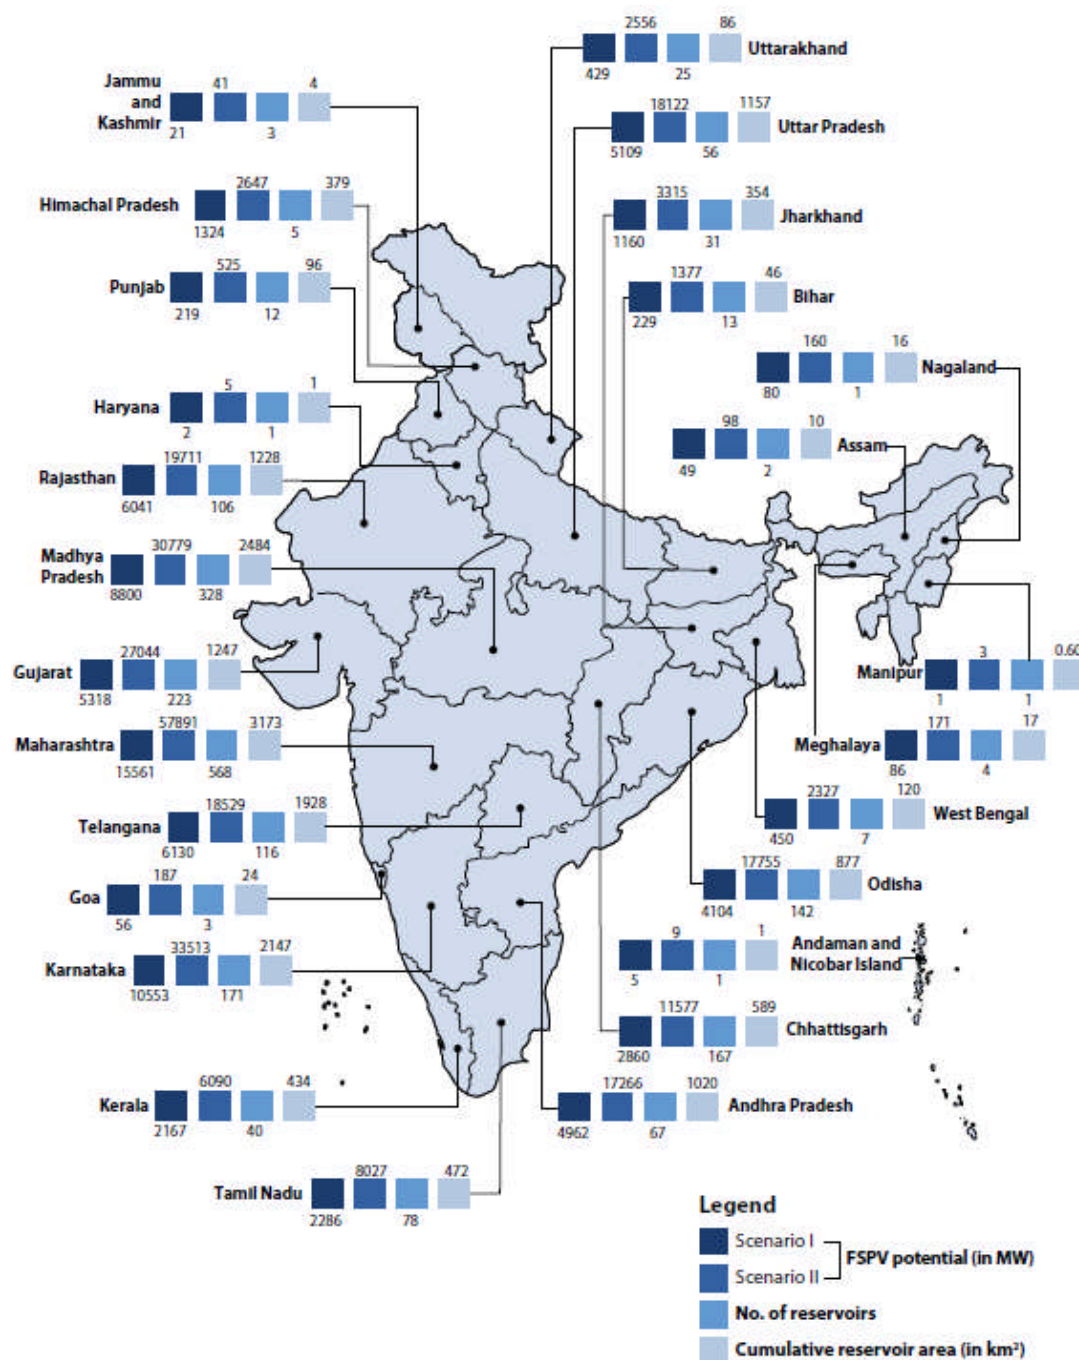 2556 86
Uttarakhand
429 25
Jammu and Kashmir
41 4
21 3
18122 1157
Uttar Pradesh
5109 56
2647 379
Himachal Pradesh
1324 5
3315 354
Jharkhand
1160 31
525 96
Punjab
219 12
1377 46
Bihar
229 13
160 16
Nagaland
80 1
5 1
Haryana
2 1
98 10
Assam
49 2
19711 1228
Rajasthan
6041 106
30779 2484
Madhya Pradesh
8800 328
27044 1247
Gujarat
5318 223
3 0.60
Manipur
1 1
57891 3173
Maharashtra
15561 568
171 17
Meghalaya
86 4
18529 1928
Telangana
6130 116
2327 120
West Bengal
450 7
187 24
Goa
56 3
17755 877
Odisha
4104 142
33513 2147
Karnataka
10553 171
9 1
Andaman and Nicobar Island
5 1
11577 589
Chhattisgarh
2860 167
6090 434
Kerala
2167 40
17266 1020
Andhra Pradesh
4962 67
8027 472
Tamil Nadu
2286 78
Legend
Scenario I
FSPV potential (in MW)
Scenario II
No. of reservoirs
Cumulative reservoir area (in km²)